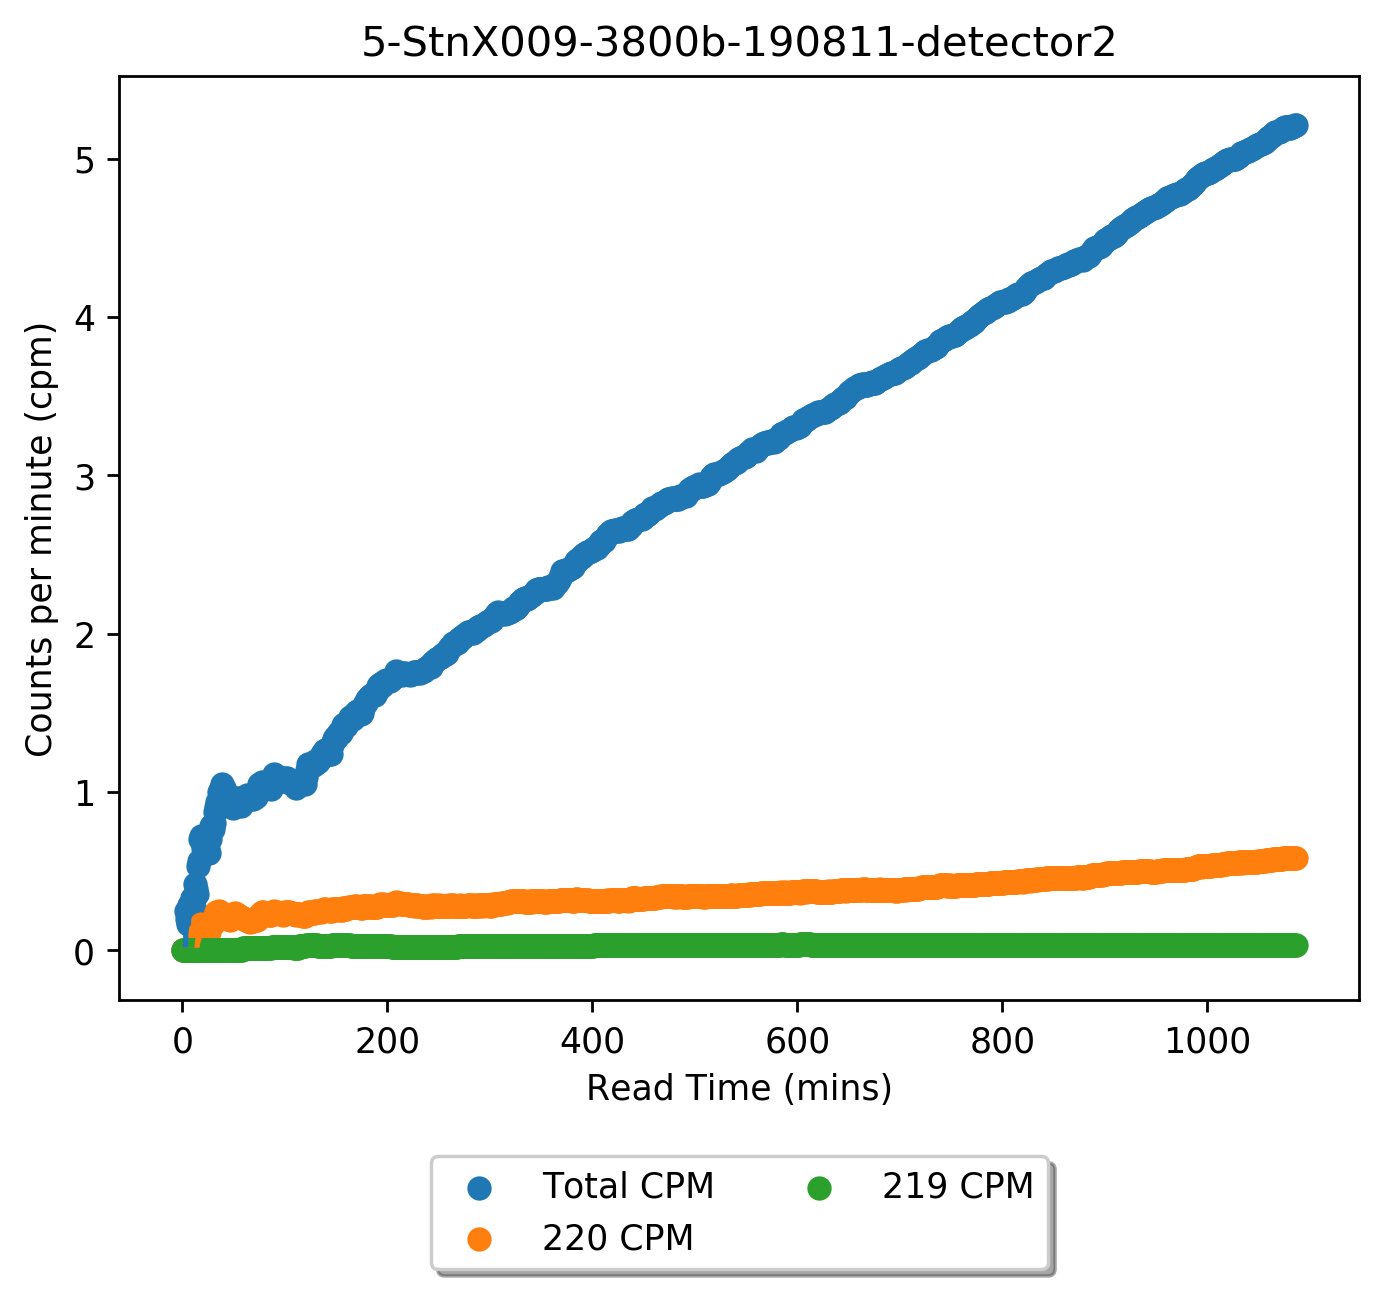 5-StnX009-3800b-190811-detector2
Counts per minute (cpm)
5
4
3
2
1
0
0 200 400 600 800 1000
Read Time (mins)
Total CPM 219 CPM
220 CPM